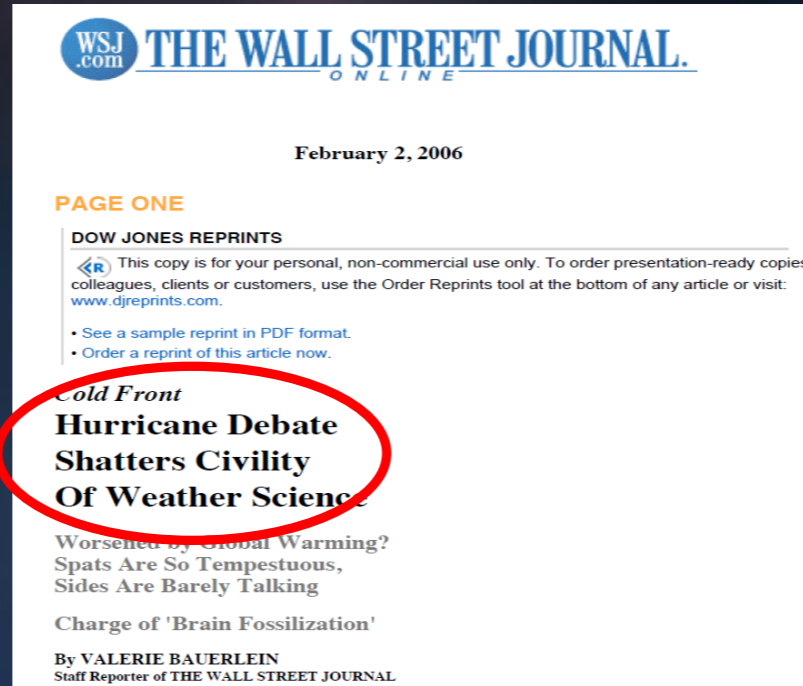 WSJ
.com
THE WALL STREET JOURNAL.
ONLINE
February 2, 2006
PAGE ONE
DOW JONES REPRINTS
R This copy is for your personal, non-commercial use only. To order presentation-ready copies
colleagues, clients or customers, use the Order Reprints tool at the bottom of any article or visit:
www.djreprints.com.
• See a sample reprint in PDF format.
• Order a reprint of this article now.
Cold Front
Hurricane Debate
Shatters Civility
Of Weather Science
Worsened by Global Warming?
Spats Are So Tempestuous,
Sides Are Barely Talking
Charge of 'Brain Fossilization'
By VALERIE BAUERLEIN
Staff Reporter of THE WALL STREET JOURNAL